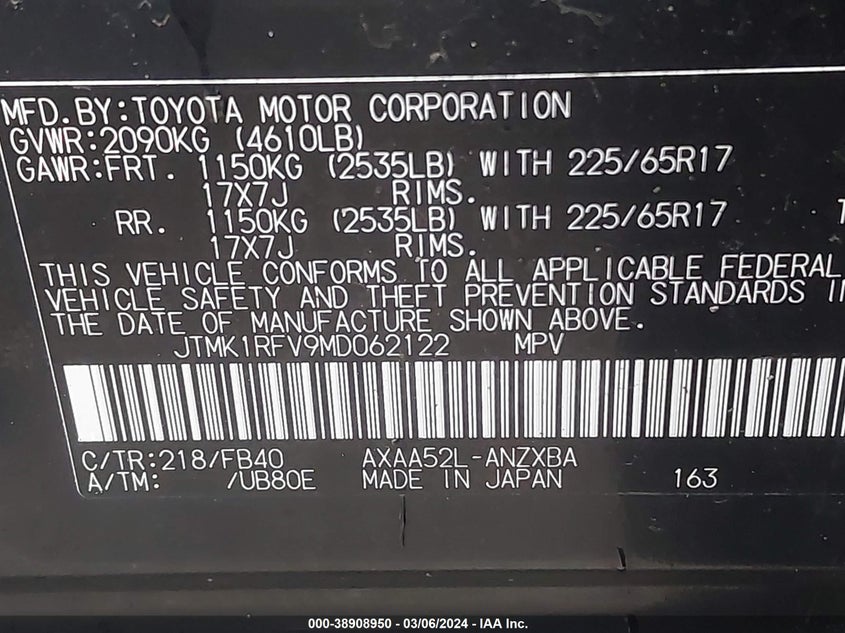 MFD.BY:TOYOTA MOTOR CORPORATION
GVWR:2090KG (4610LB)
GAWR:FRT. 1150KG (2535LB) WITH 225/65R17
17X7J RIMS.
RR. 1150KG (2535LB) WITH 225/65R17
17X7J RIMS.
THIS VEHICLE CONFORMS TO ALL APPLICABLE FEDERAL
VEHICLE SAFETY AND THEFT PREVENTION STANDARDS
THE DATE OF MANUFACTURE SHOWN ABOVE.
JTMK1RFV9MD062122 MPV
C/TR:218/FB40 AXAA52L-ANZXBA
A/TM: /UB80E MADE IN JAPAN 163
000-38908950 - 03/06/2024 - IAA Inc.